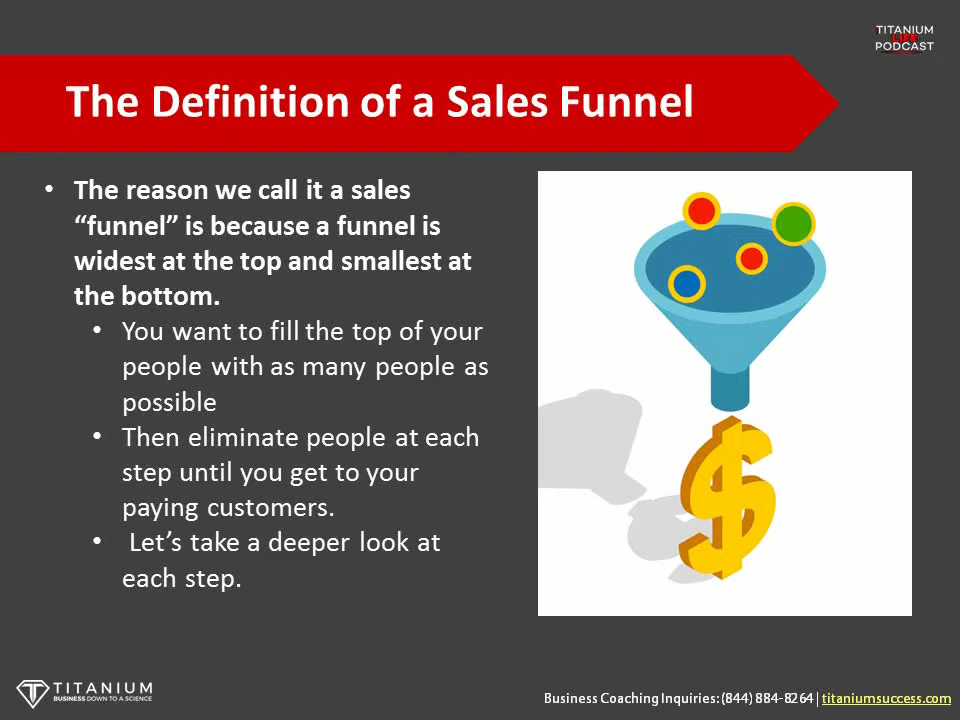 TITANIUM
LIFE
PODCAST
The Definition of a Sales Funnel
• The reason we call it a sales
“funnel” is because a funnel is
widest at the top and smallest at
the bottom.
• You want to fill the top of your
people with as many people as
possible
• Then eliminate people at each
step until you get to your
paying customers.
• Let’s take a deeper look at
each step.
TITANIUM
BUSINESS DOWN TO A SCIENCE
Business Coaching Inquiries: (844) 884-8264 | titaniumsuccess.com